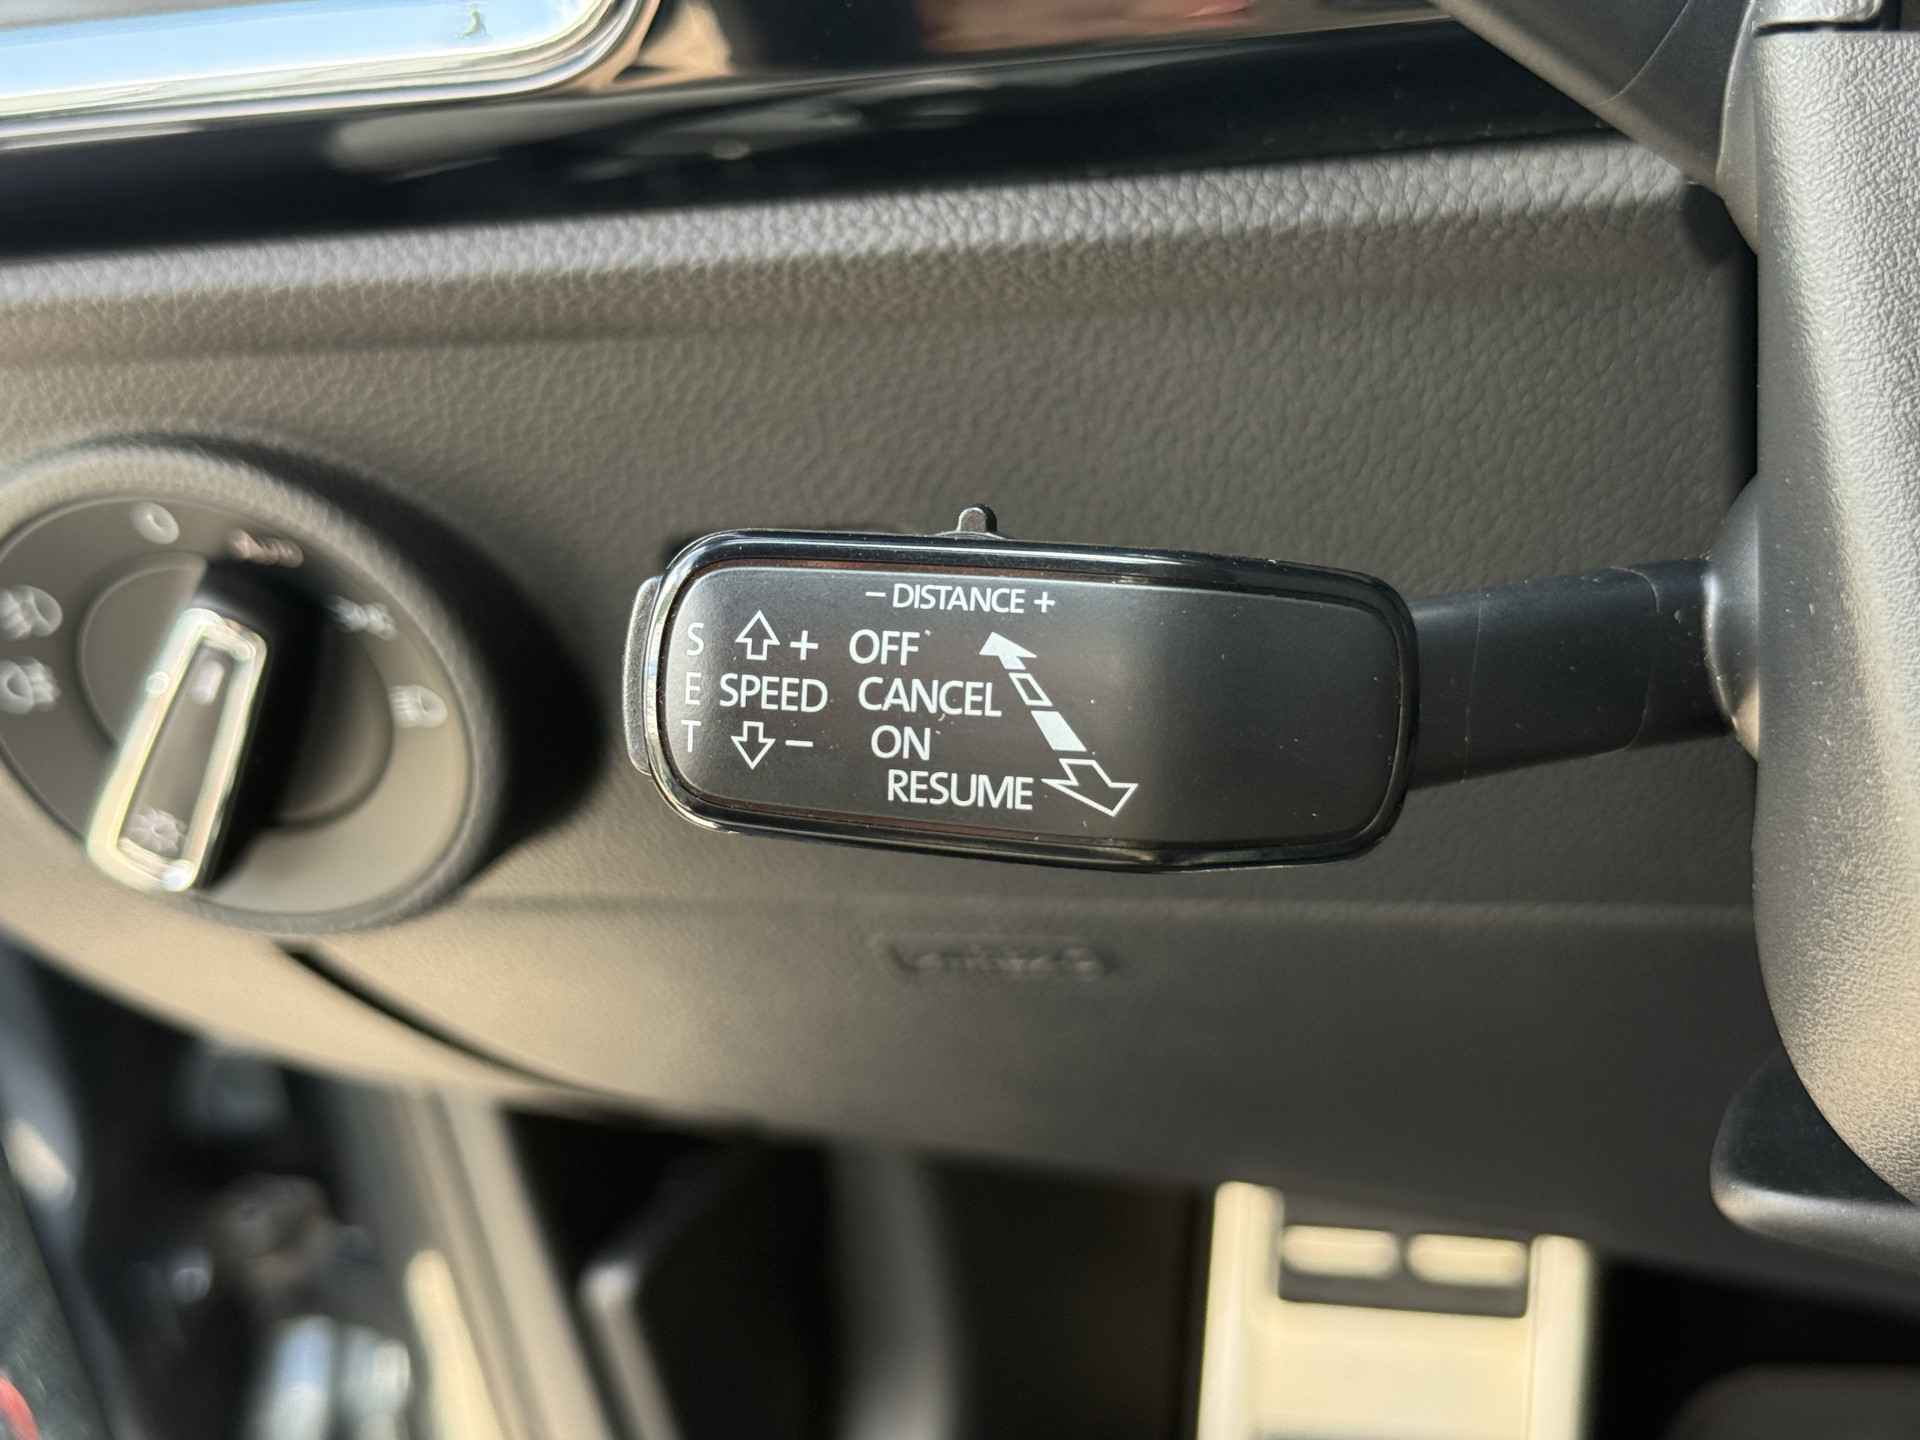 - DISTANCE +
S + OFF
E SPEED CANCEL
T - ON
RESUME